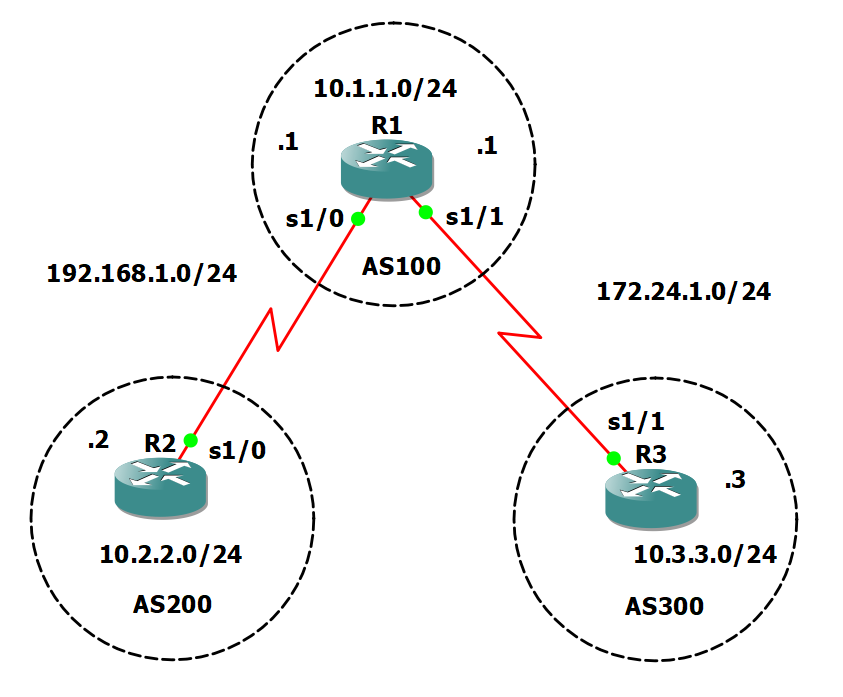 10.1.1.0/24
R1
.1
.1
s1/0
s1/1
AS100
192.168.1.0/24
172.24.1.0/24
.2
R2
s1/0
10.2.2.0/24
AS200
s1/1
R3
.3
10.3.3.0/24
AS300